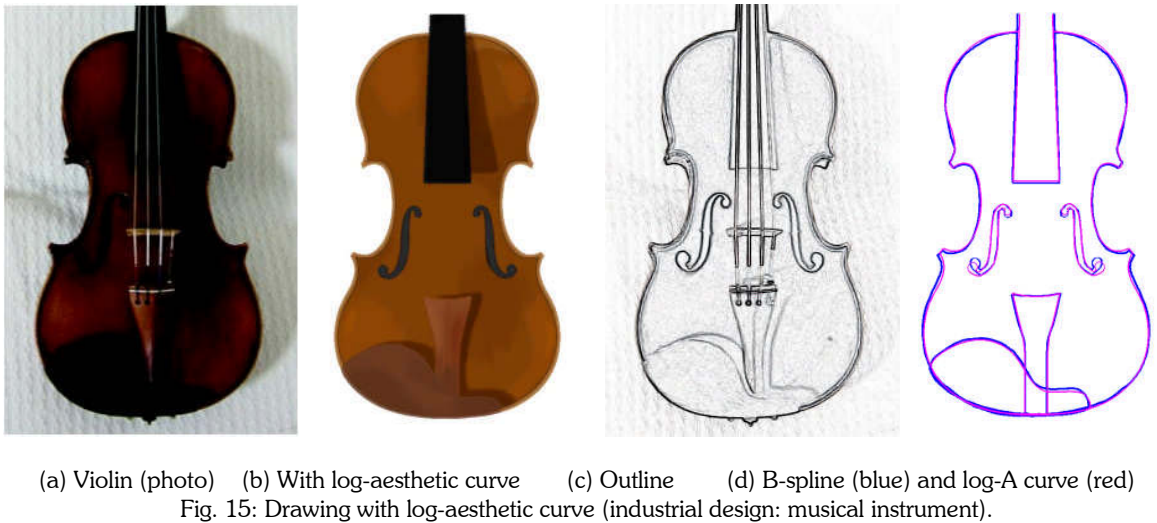 (a) Violin (photo) (b) With log-aesthetic curve (c) Outline (d) B-spline (blue) and log-A curve (red)
Fig. 15: Drawing with log-aesthetic curve (industrial design: musical instrument).